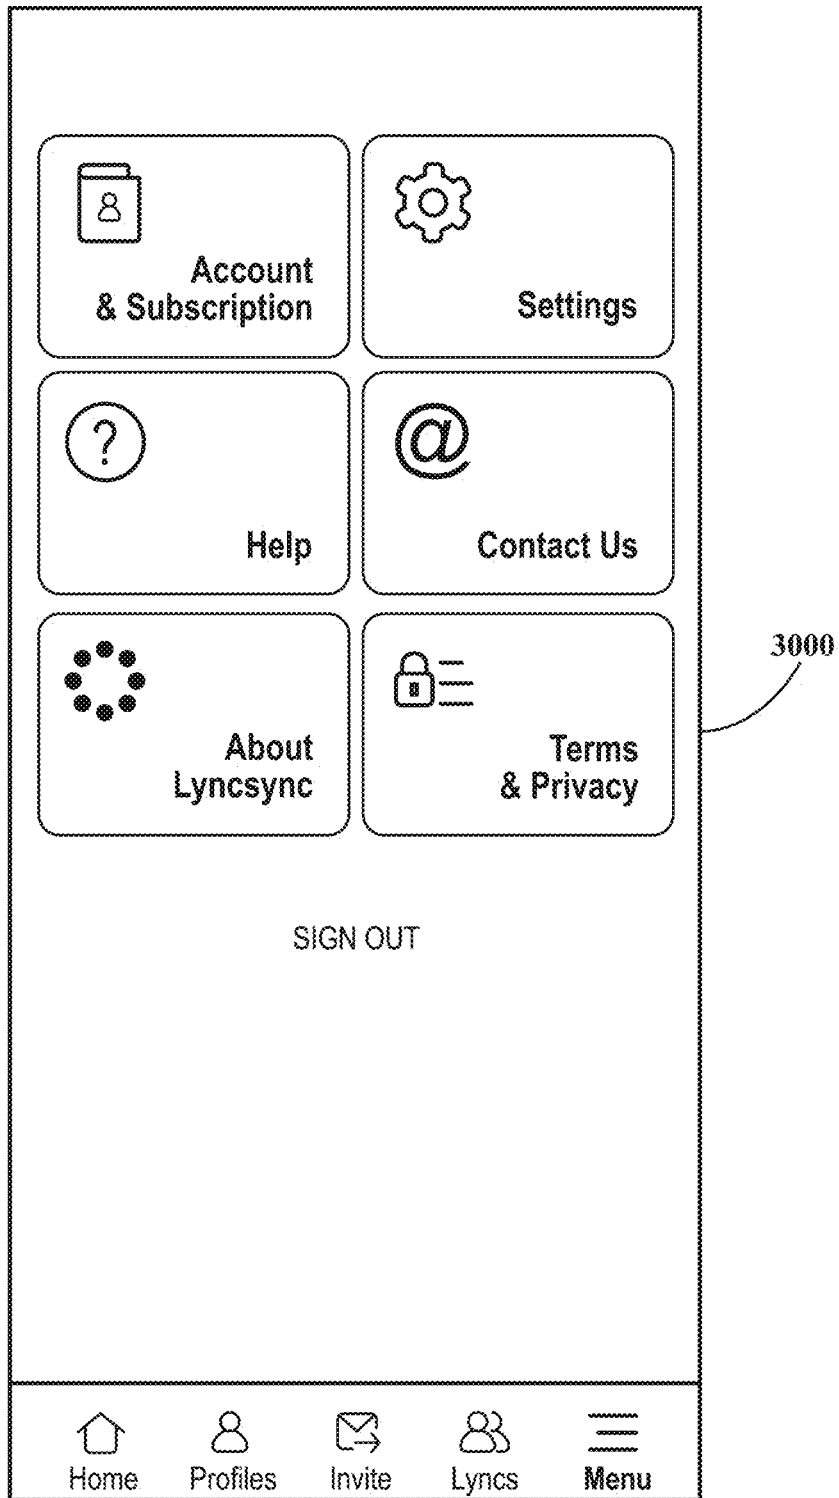 Account
& Subscription
Settings
Help
Contact Us
About
Lyncsync
Terms
& Privacy
3000
SIGN OUT
Home
Profiles
Invite
Lyncs
Menu